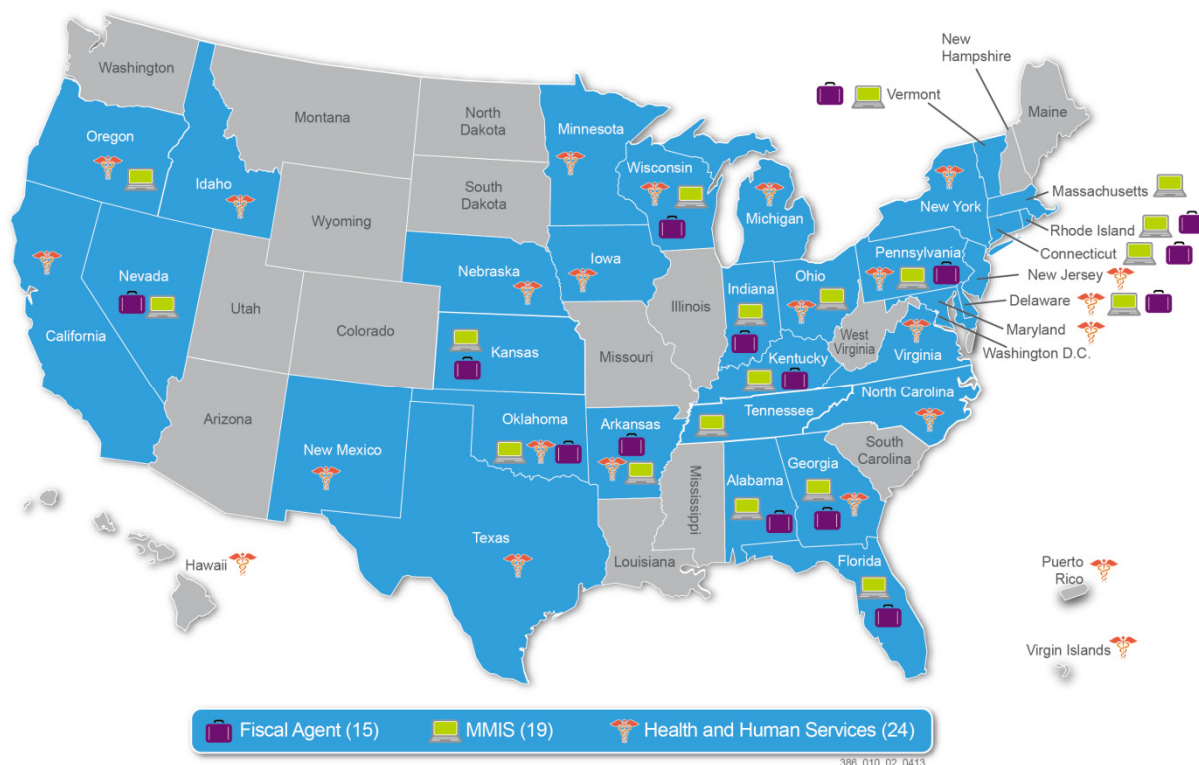 New
Hampshire
Washington
Montana
North
Dakota
Minnesota
Vermont
Maine
Oregon
Idaho
Wisconsin
South
Dakota
Michigan
New York
Massachusetts
Wyoming
Rhode Island
Connecticut
Nevada
Nebraska
Iowa
Pennsylvania
New Jersey
Utah
Illinois
Indiana
Ohio
Delaware
California
Colorado
Kansas
Missouri
West
Virginia
Kentucky
Virginia
Maryland
Washington D.C.
Arizona
New Mexico
Oklahoma
Arkansas
Tennessee
North Carolina
South
Carolina
Mississippi
Alabama
Georgia
Texas
Louisiana
Florida
Hawaii
Puerto
Rico
Virgin Islands
Fiscal Agent (15)
MMIS (19)
Health and Human Services (24)
386_010_02_0413